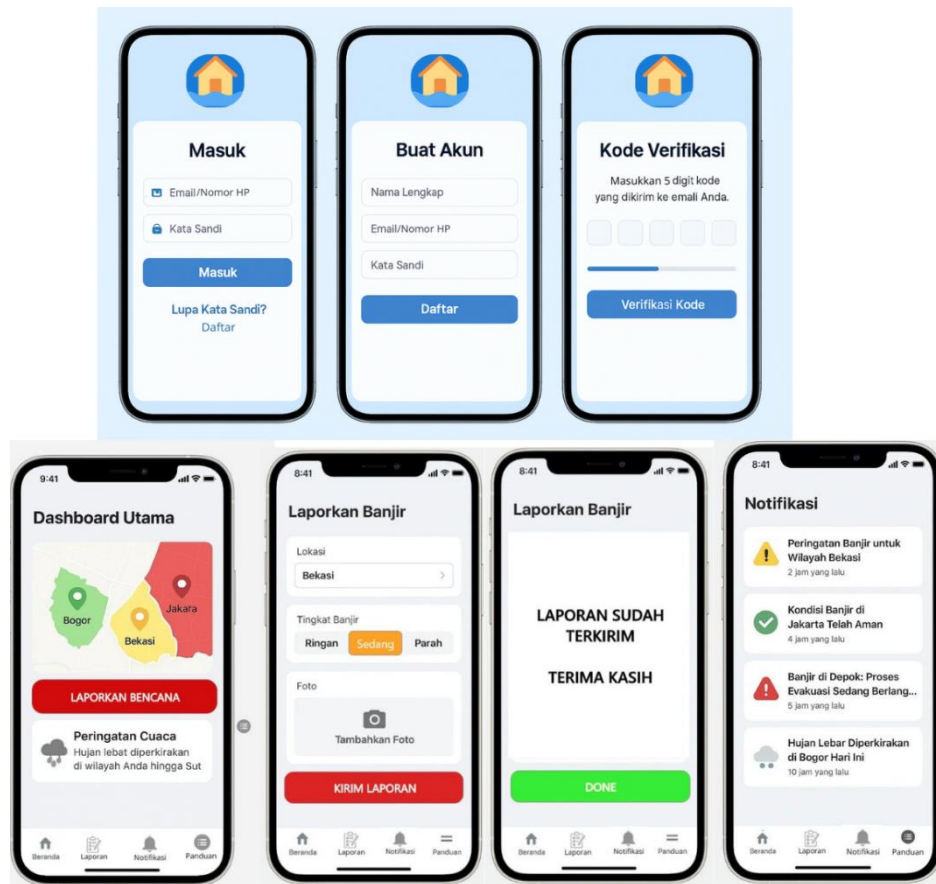 Masuk
Email/Nomor HP
Kata Sandi
Masuk
Lupa Kata Sandi?
Daftar
Buat Akun
Nama Lengkap
Email/Nomor HP
Kata Sandi
Daftar
Kode Verifikasi
Masukkan 5 digit kode
yang dikirim ke emali Anda.
Verifikasi Kode
9:41
Dashboard Utama
Bogor
Bekasi
Jakara
LAPORKAN BENCANA
Peringatan Cuaca
Hujan lebat diperkirakan
di wilayah Anda hingga Sut
Beranda
Laporan
Notifikasi
Panduan
8:41
Laporkan Banjir
Lokasi
Bekasi
Tingkat Banjir
Ringan
Sedang
Parah
Foto
Tambahkan Foto
KIRIM LAPORAN
Beranda
Laporan
Notifikasi
Panduan
8:41
Laporkan Banjir
LAPORAN SUDAH
TERKIRIM
TERIMA KASIH
DONE
Beranda
Laporan
Notifikasi
Panduan
8:41
Notifikasi
Peringatan Banjir untuk
Wilayah Bekasi
2 jam yang lalu
Kondisi Banjir di
Jakarta Telah Aman
4 jam yang lalu
Banjir di Depok: Proses
Evakuasi Sedang Berlang...
5 jam yang lalu
Hujan Lebar Diperkirakan
di Bogor Hari Ini
10 jam yang lalu
Beranda
Laporan
Notifikasi
Panduan